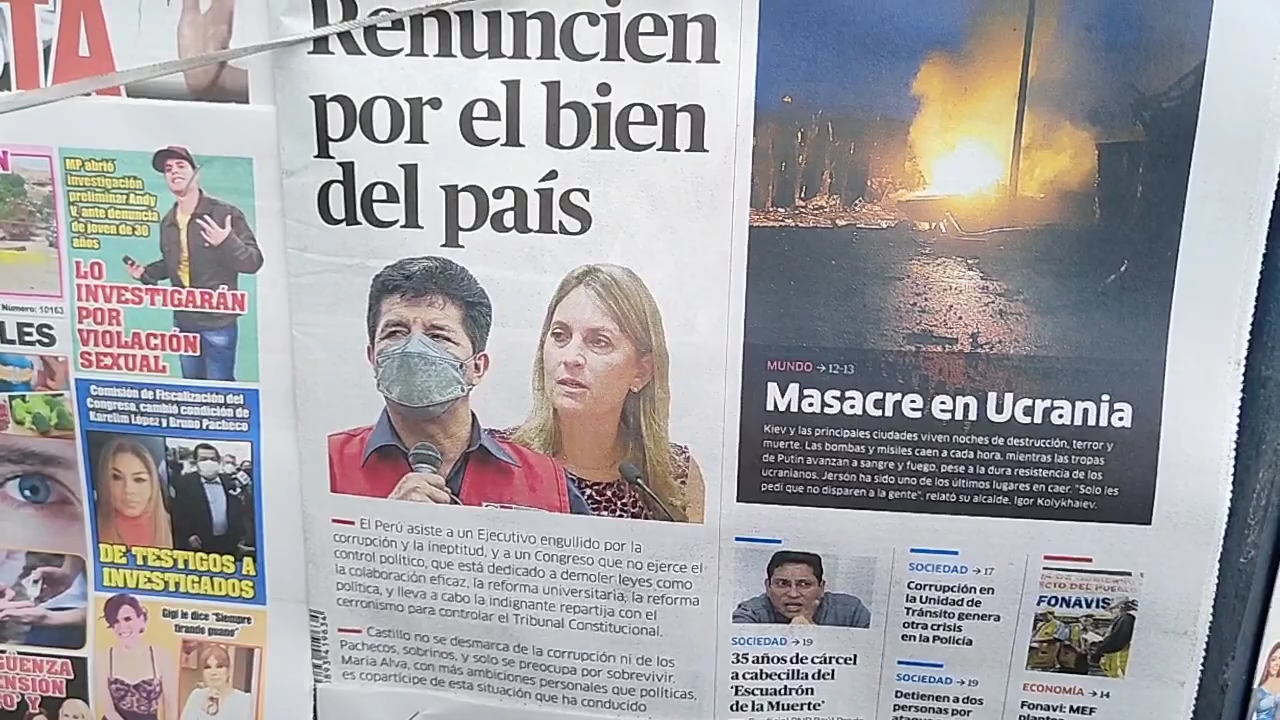 TA
MP abrió
investigación
preliminar Andy
V. ante denuncia
de joven de 30
años
LO
INVESTIGARÁN
POR
VIOLACIÓN
SEXUAL
Número: 10163
LES
Comisión de Fiscalización del
Congreso, cambió condición de
Karelim López y Bruno Pacheco
DE TESTIGOS A
INVESTIGADOS
Gigi le dice "Siempre
Renuncien
por el bien
del país
El Perú asiste a un Ejecutivo engullido por la
corrupción y la ineptitud, y a un Congreso que no ejerce el
control político, que está dedicado a demoler leyes como
la colaboración eficaz, la reforma universitaria, la reforma
política, y lleva a cabo la indignante repartija con el
cerronismo para controlar el Tribunal Constitucional.
Castillo no se desmarca de la corrupción ni de los
Pachecos, sobrinos, y solo se preocupa por sobrevivir.
Maria Alva, con más ambiciones personales que políticas,
es copartícipe de esta situación que ha conducido
MUNDO → 12-13
Masacre en Ucrania
Kiev y las principales ciudades viven noches de destrucción, terror y
muerte. Las bombas y misiles caen a cada hora, mientras las tropas
de Putin avanzan a sangre y fuego, pese a la dura resistencia de los
ucranianos. Jerson ha sido uno de los últimos lugares en caer. "Solo les
pedí que no disparen a la gente", relató su alcalde, Igor Kolykhaiev.
SOCIEDAD → 19
35 años de cárcel
a cabecilla del
'Escuadrón
de la Muerte'
SOCIEDAD → 17
Corrupción en
la Unidad de
Tránsito genera
otra crisis
en la Policía
SOCIEDAD → 19
Detienen a dos
personas por
FONAVIS
ECONOMÍA → 14
Fonavi: MEF